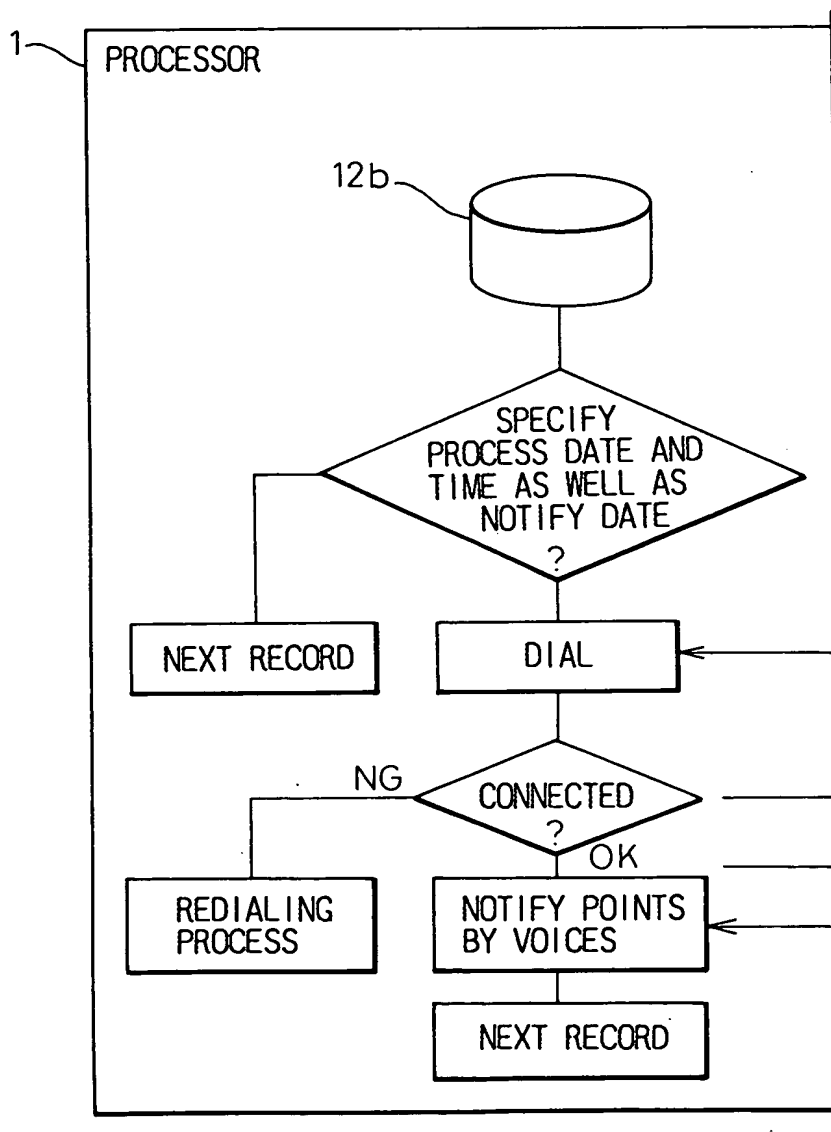 1
PROCESSOR
12b
SPECIFY
PROCESS DATE AND
TIME AS WELL AS
NOTIFY DATE
?
NEXT RECORD
DIAL
NG
CONNECTED
?
OK
REDIALING
PROCESS
NOTIFY POINTS
BY VOICES
NEXT RECORD